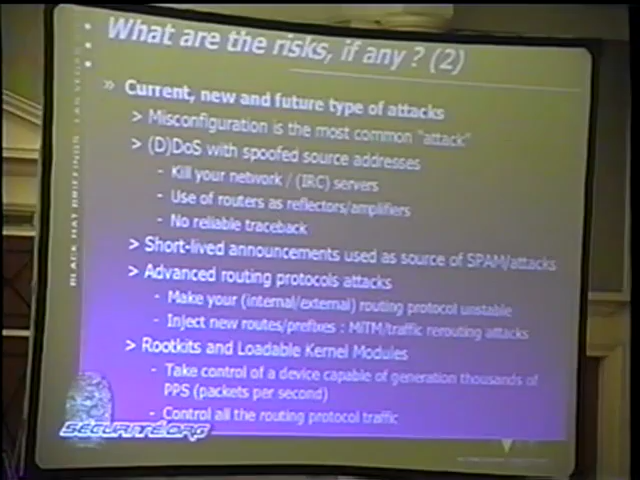 What are the risks, if any ? (2)
» Current, new and future type of attacks
> Misconfiguration is the most common "attack"
> (D)DoS with spoofed source addresses
- Kill your network / (IRC) servers
- Use of routers as reflectors/amplifiers
- No reliable traceback
> Short-lived announcements used as source of SPAM/attacks
> Advanced routing protocols attacks
- Make your (internal/external) routing protocol unstable
- Inject new routes/prefixes : MiTM/traffic rerouting attacks
> Rootkits and Loadable Kernel Modules
- Take control of a device capable of generation thousands of
PPS (packets per second)
- Control all the routing protocol traffic
BLACK HAT BRIEFINGS
SÉCURITÉ.ORG